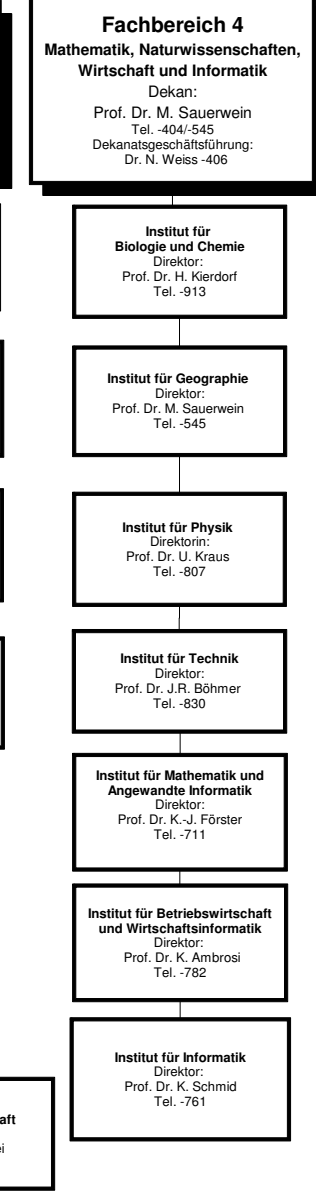 Fachbereich 4
Mathematik, Naturwissenschaften,
Wirtschaft und Informatik
Dekan:
Prof. Dr. M. Sauerwein
Tel. -404/-545
Dekanatsgeschäftsführung:
Dr. N. Weiss -406
Institut für
Biologie und Chemie
Direktor:
Prof. Dr. H. Kierdorf
Tel. -913
Institut für Geographie
Direktor:
Prof. Dr. M. Sauerwein
Tel. -545
Institut für Physik
Direktorin:
Prof. Dr. U. Kraus
Tel. -807
Institut für Technik
Direktor:
Prof. Dr. J.R. Böhmer
Tel. -830
Institut für Mathematik und
Angewandte Informatik
Direktor:
Prof. Dr. K.-J. Förster
Tel. -711
Institut für Betriebswirtschaft
und Wirtschaftsinformatik
Direktor:
Prof. Dr. K. Ambrosi
Tel. -782
Institut für Informatik
Direktor:
Prof. Dr. K. Schmid
Tel. -761